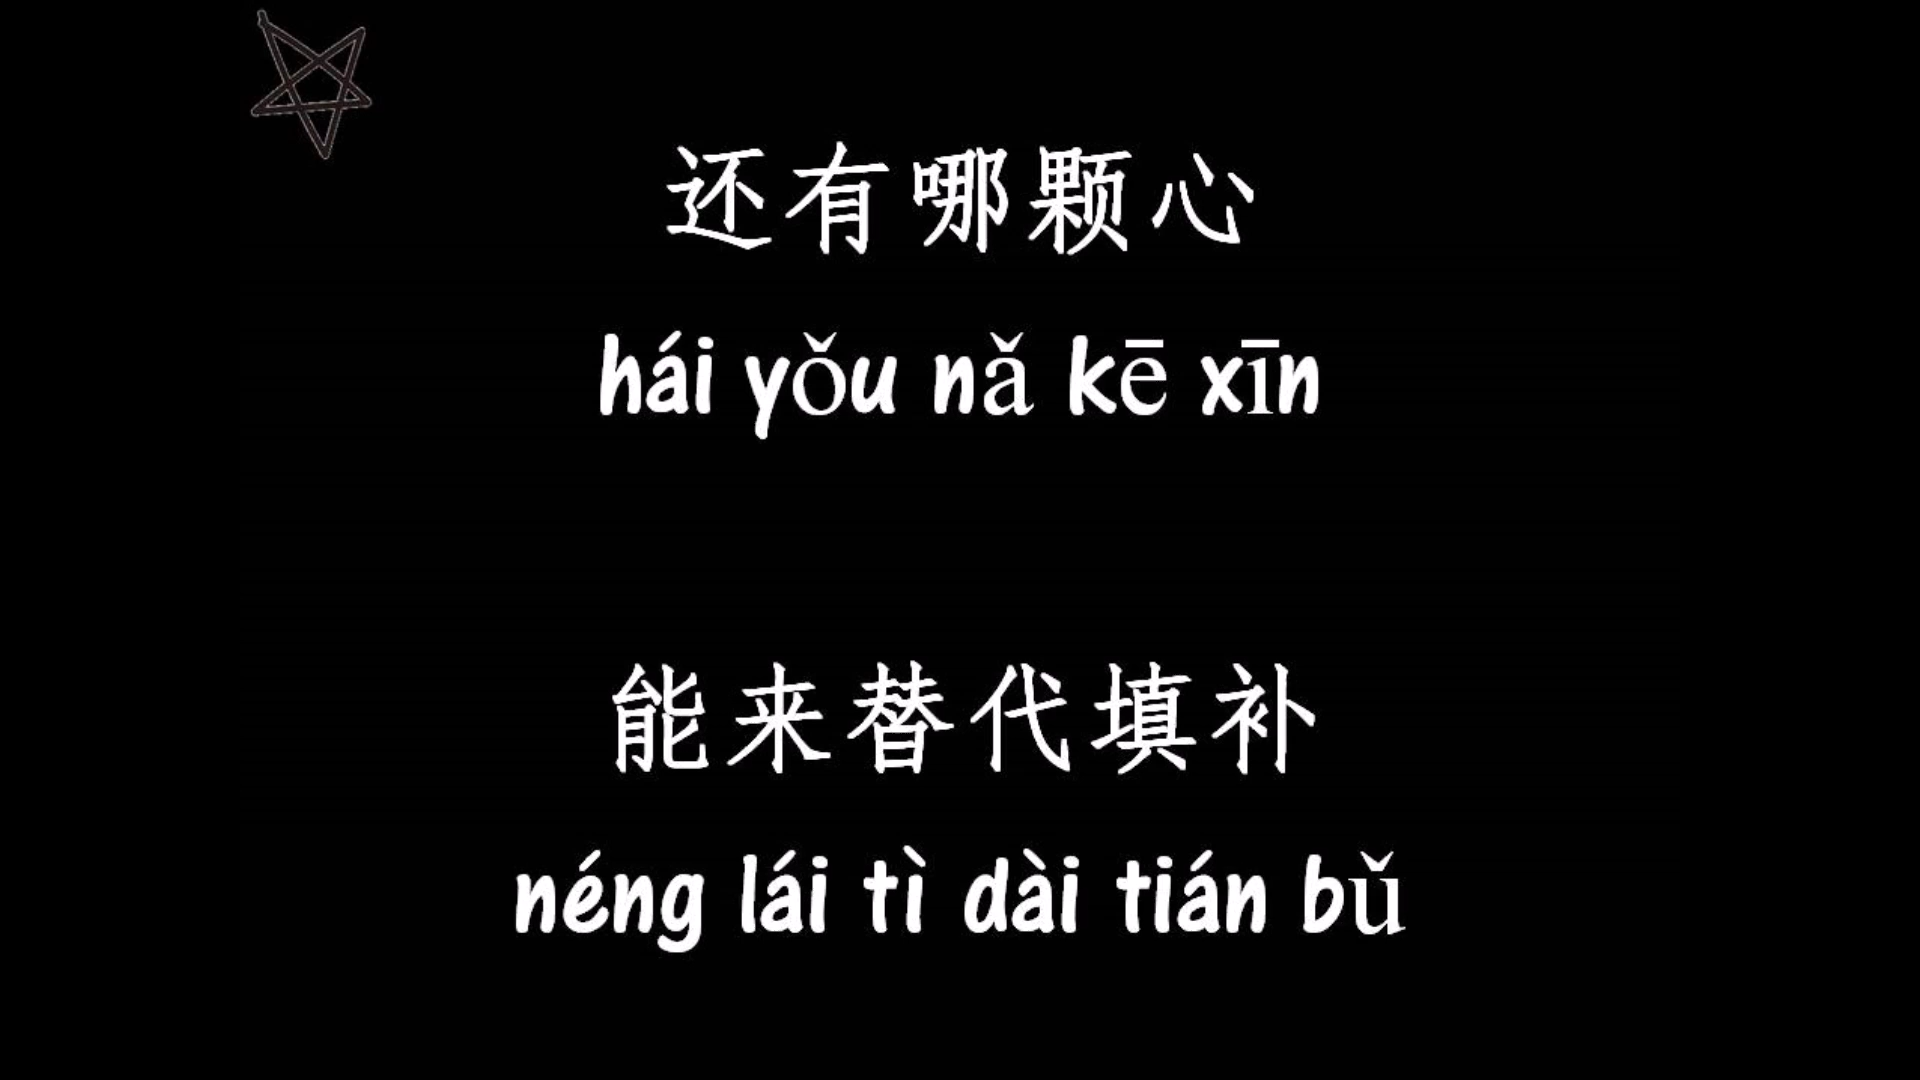 还有哪颗心
hái yǒu nǎ kē xīn
能来替代填补
néng lái tì dài tián bǔ